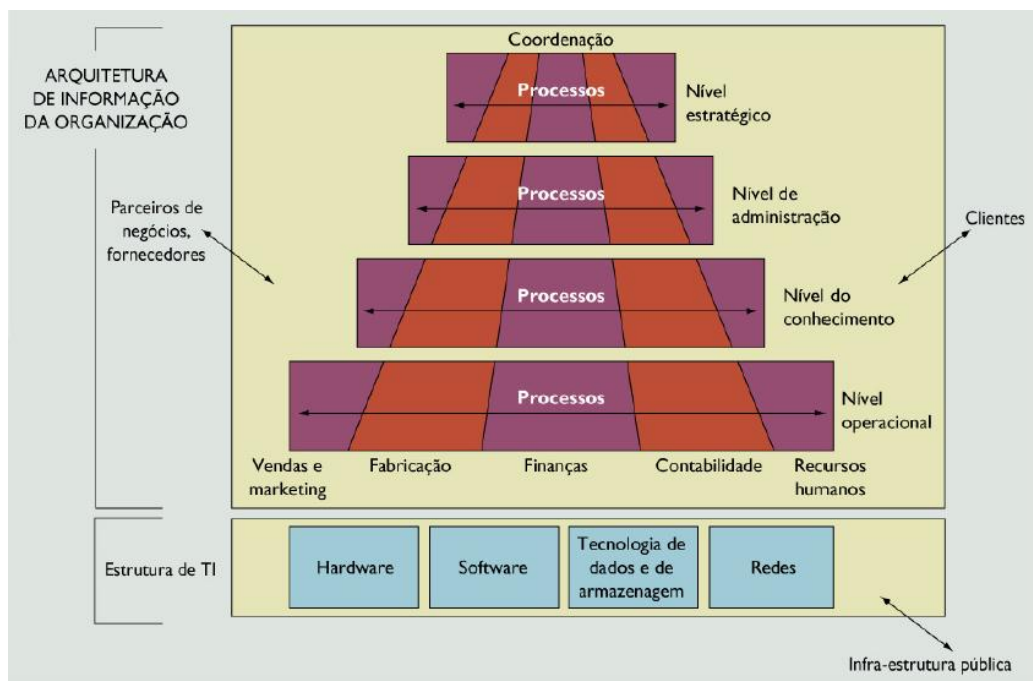 ARQUITETURA
DE INFORMAÇÃO
DA ORGANIZAÇÃO
Parceiros de
negócios,
fornecedores
Coordenação
Processos
Nível
estratégico
Processos
Nível de
administração
Processos
Nível do
conhecimento
Processos
Nível
operacional
Clientes
Vendas e
marketing
Fabricação
Finanças
Contabilidade
Recursos
humanos
Estrutura de TI
Hardware
Software
Tecnologia de
dados e de
armazenagem
Redes
Infra-estrutura pública